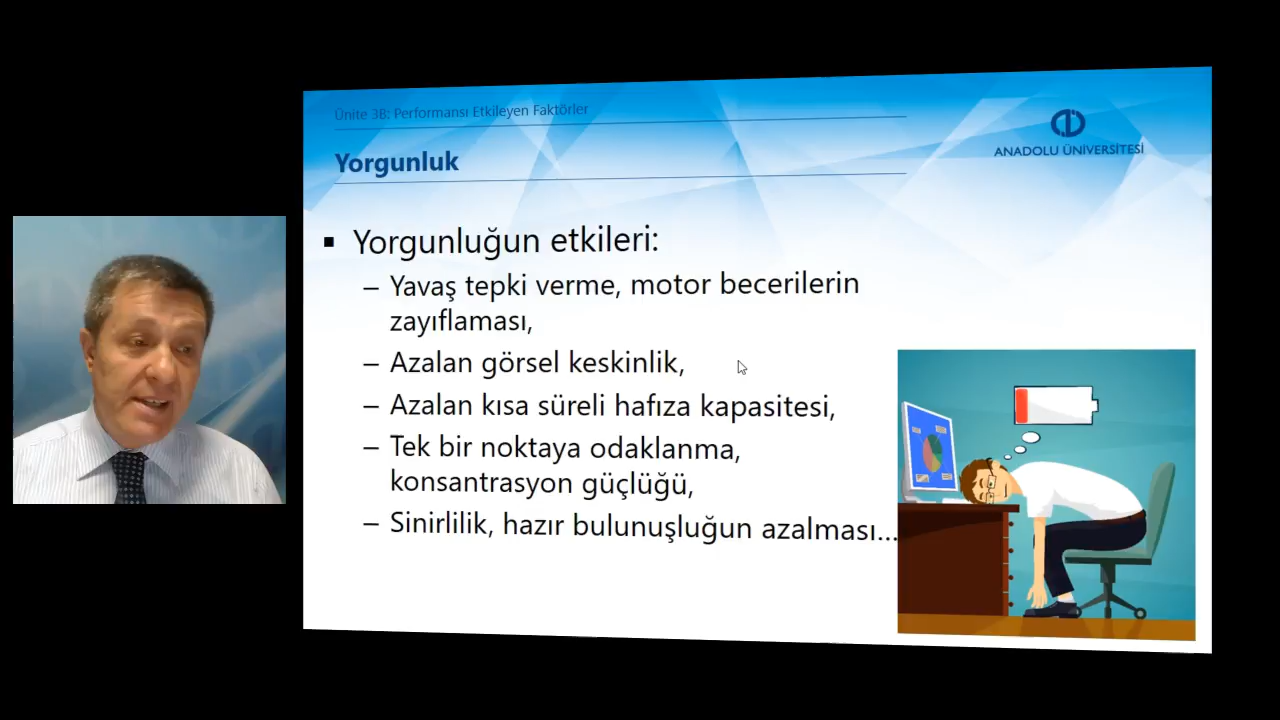 Ünite 3B: Performansı Etkileyen Faktörler
ANADOLU ÜNİVERSİTESİ
Yorgunluk
▪ Yorgunluğun etkileri:
– Yavaş tepki verme, motor becerilerin
zayıflaması,
– Azalan görsel keskinlik,
– Azalan kısa süreli hafıza kapasitesi,
– Tek bir noktaya odaklanma,
konsantrasyon güçlüğü,
– Sinirlilik, hazır bulunuşluğun azalması...